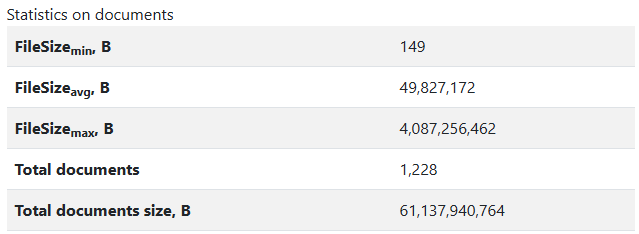 Statistics on documents
FileSizemin, B 149
FileSizeavg, B 49,827,172
FileSizemax, B 4,087,256,462
Total documents 1,228
Total documents size, B 61,137,940,764